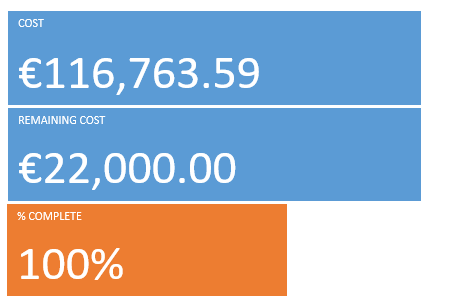 COST
€116,763.59
REMAINING COST
€22,000.00
% COMPLETE
100%